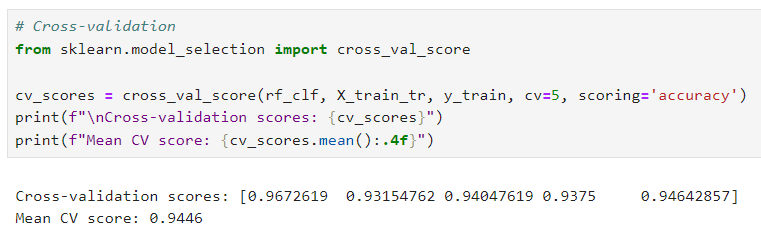 # Cross-validation
from sklearn.model_selection import cross_val_score
cv_scores = cross_val_score(rf_clf, X_train_tr, y_train, cv=5, scoring='accuracy')
print(f"\nCross-validation scores: {cv_scores}")
print(f"Mean CV score: {cv_scores.mean():.4f}")
Cross-validation scores: [0.9672619  0.93154762 0.94047619 0.9375     0.94642857]
Mean CV score: 0.9446